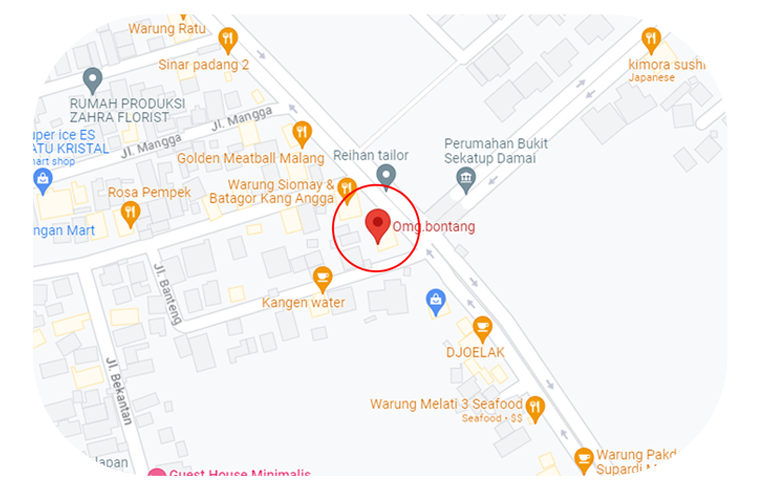 Warung Ratu
Sinar padang 2
kimora sushi
Japanese
RUMAH PRODUKSI
ZAHRA FLORIST
Jl. Mangga
Jl. Mangga
uper ice ES
ATU KRISTAL
mart shop
Golden Meatball Malang
Reihan tailor
Perumahan Bukit
Sekatup Damai
Rosa Pempek
Warung Siomay &
Batagor Kang Angga
Omg.bontang
ngan Mart
Jl. Banteng
Kangen water
DJOELAK
Jl. Bekantan
Warung Melati 3 Seafood
Seafood • $$
Warung Pakd
Supardi M
Japan
Guest House Minimalis